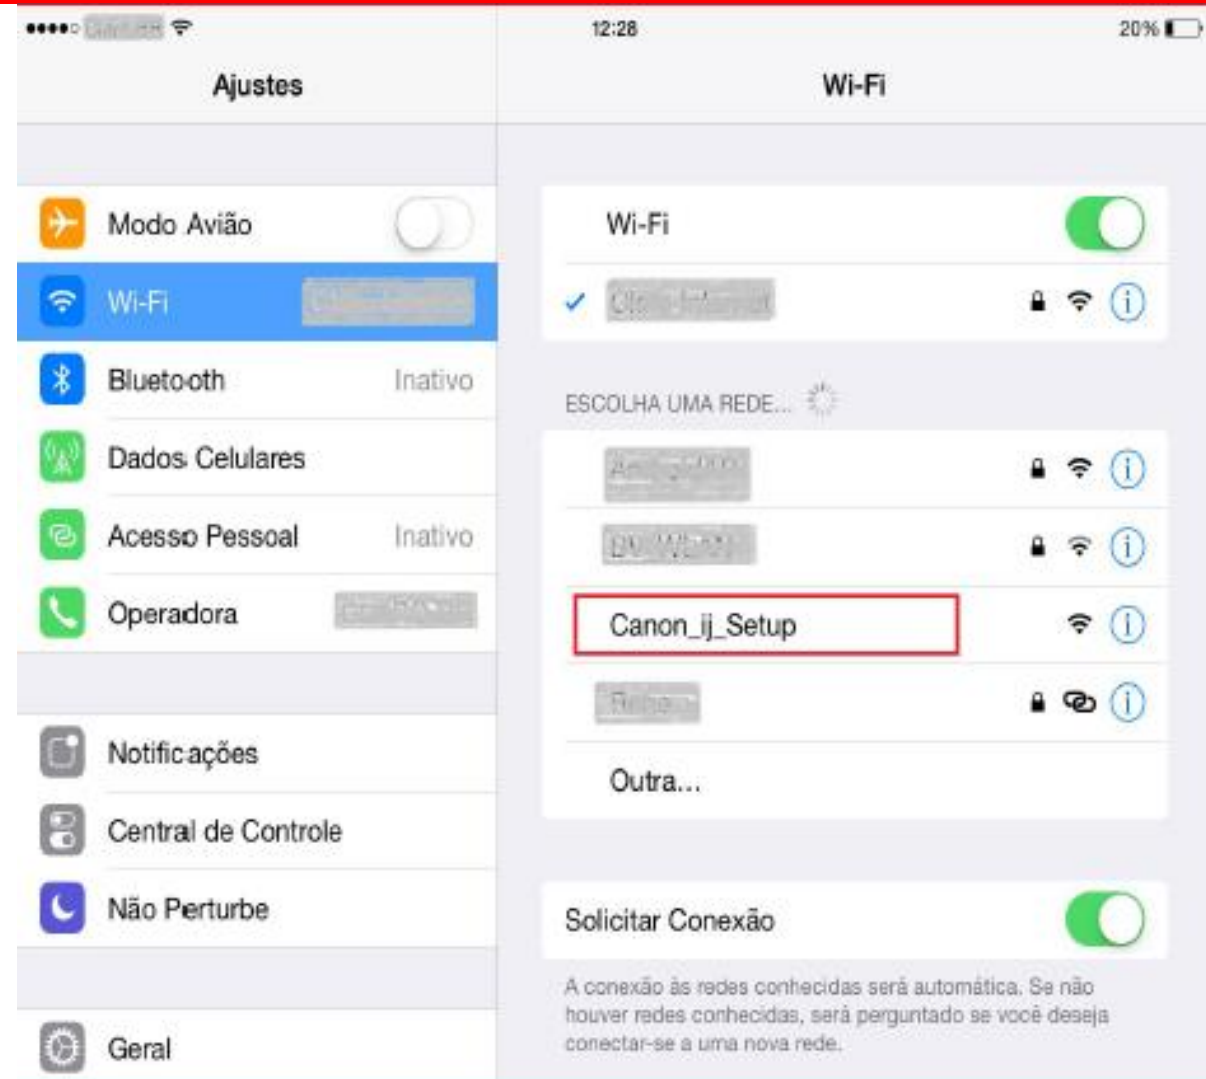 12:28
20%
Ajustes
Wi-Fi
Modo Avião
Wi-Fi
Bluetooth
Inativo
Dados Celulares
Acesso Pessoal
Inativo
Operadora
Notificações
Central de Controle
Não Perturbe
Geral
Wi-Fi
ESCOLHA UMA REDE...
Canon_ij_Setup
Outra...
Solicitar Conexão
A conexão às redes conhecidas será automática. Se não
houver redes conhecidas, será perguntado se você deseja
conectar-se a uma nova rede.